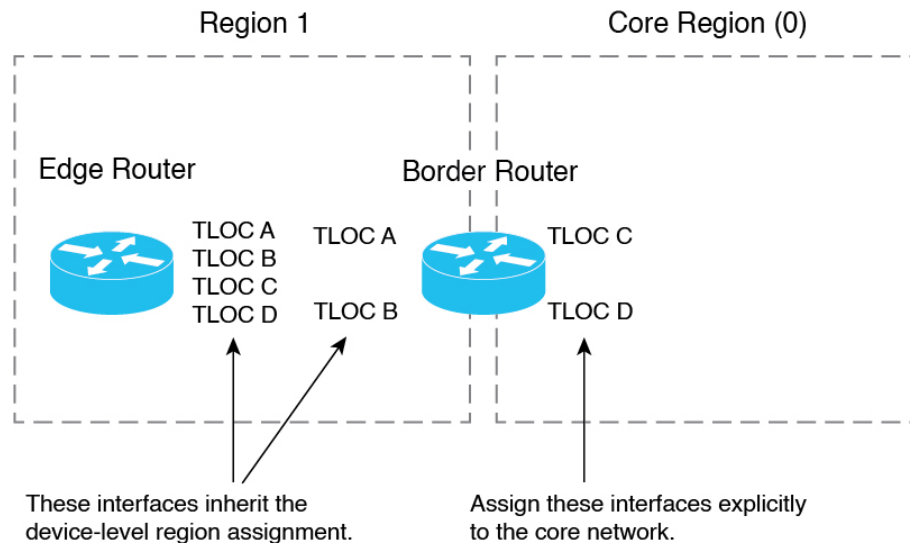 Region 1
Core Region (0)
Edge Router
TLOC A
TLOC B
TLOC C
TLOC D
TLOC A
TLOC B
Border Router
TLOC C
TLOC D
These interfaces inherit the
device-level region assignment.
Assign these interfaces explicitly
to the core network.